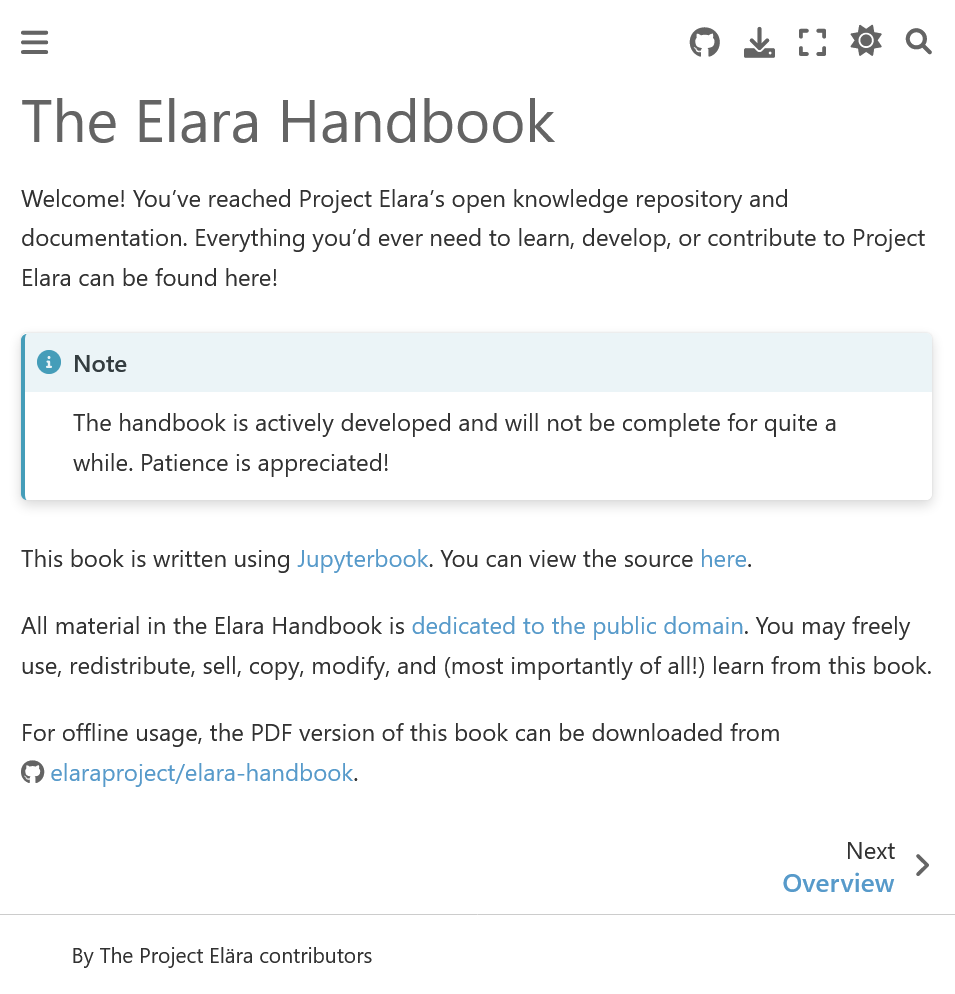 The Elara Handbook
Welcome! You’ve reached Project Elara’s open knowledge repository and
documentation. Everything you’d ever need to learn, develop, or contribute to Project
Elara can be found here!
Note
The handbook is actively developed and will not be complete for quite a
while. Patience is appreciated!
This book is written using Jupyterbook. You can view the source here.
All material in the Elara Handbook is dedicated to the public domain. You may freely
use, redistribute, sell, copy, modify, and (most importantly of all!) learn from this book.
For offline usage, the PDF version of this book can be downloaded from
elaraproject/elara-handbook.
Next
Overview
By The Project Elära contributors